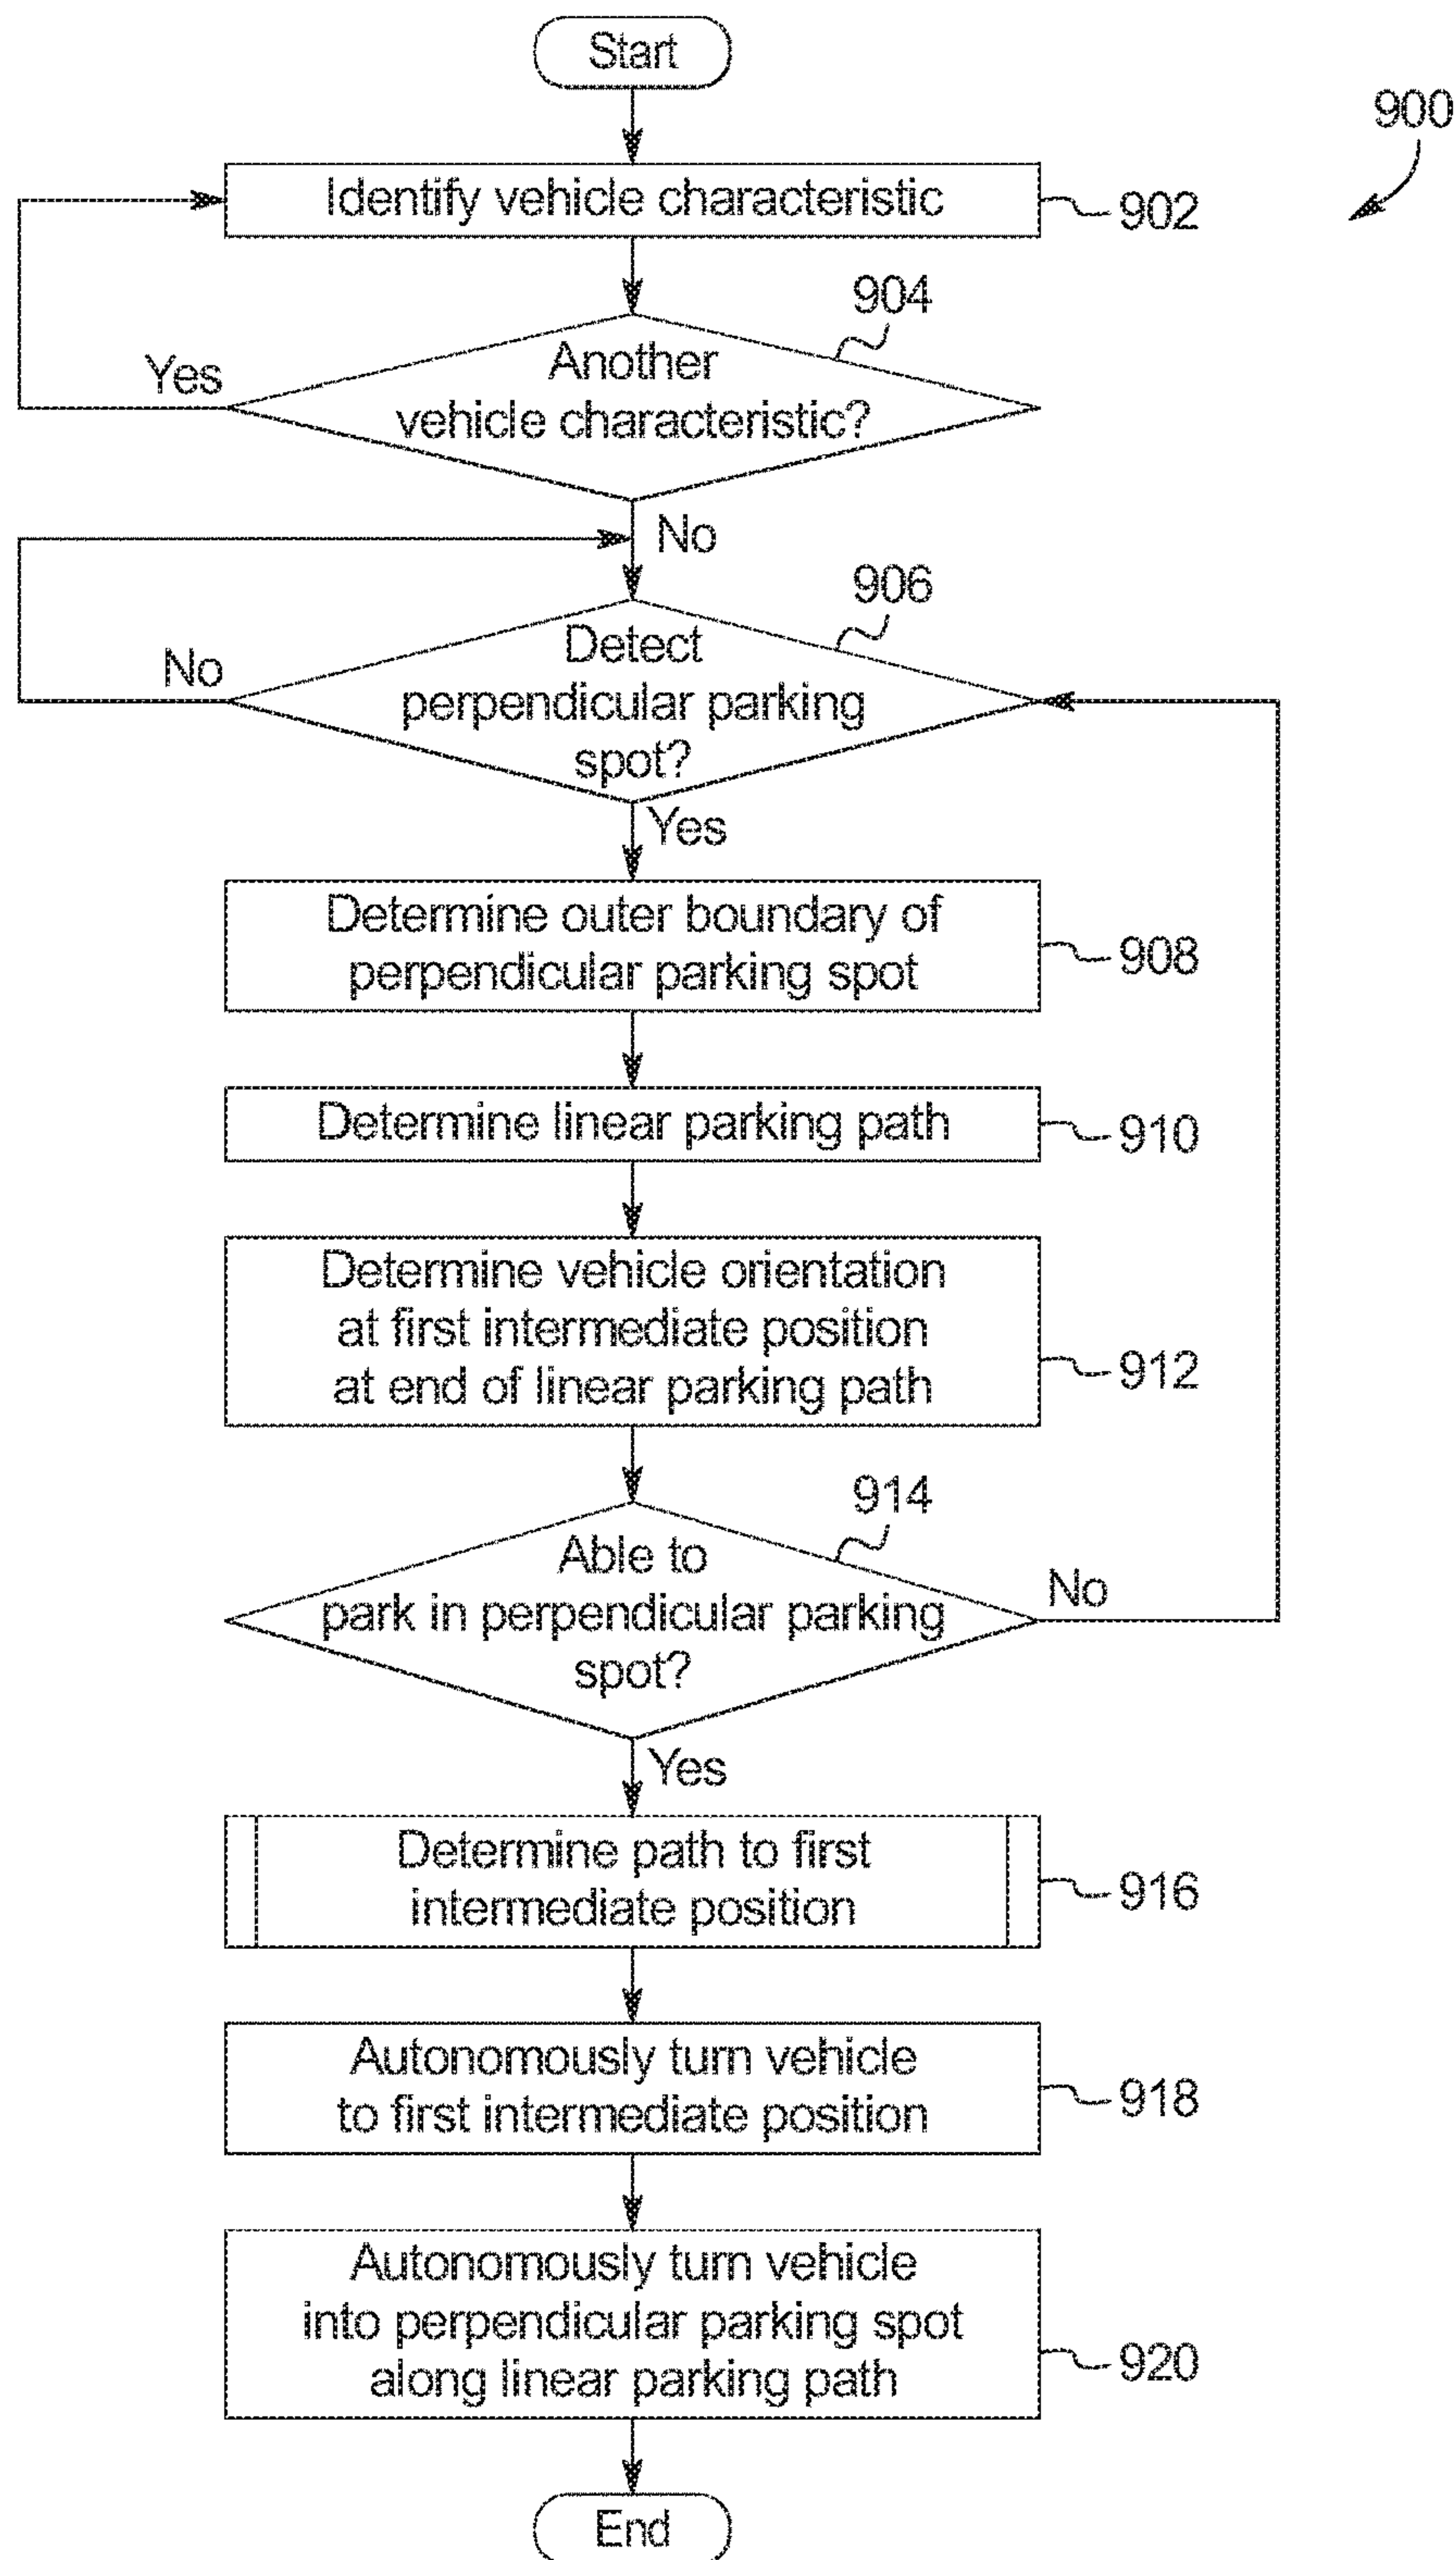 Start
900
Identify vehicle characteristic
902
904
Another
vehicle characteristic?
Yes
No
906
Detect
perpendicular parking
spot?
No
Yes
Determine outer boundary of
perpendicular parking spot
908
Determine linear parking path
910
Determine vehicle orientation
at first intermediate position
at end of linear parking path
912
914
Able to
park in perpendicular parking
spot?
No
Yes
Determine path to first
intermediate position
916
Autonomously turn vehicle
to first intermediate position
918
Autonomously turn vehicle
into perpendicular parking spot
along linear parking path
920
End